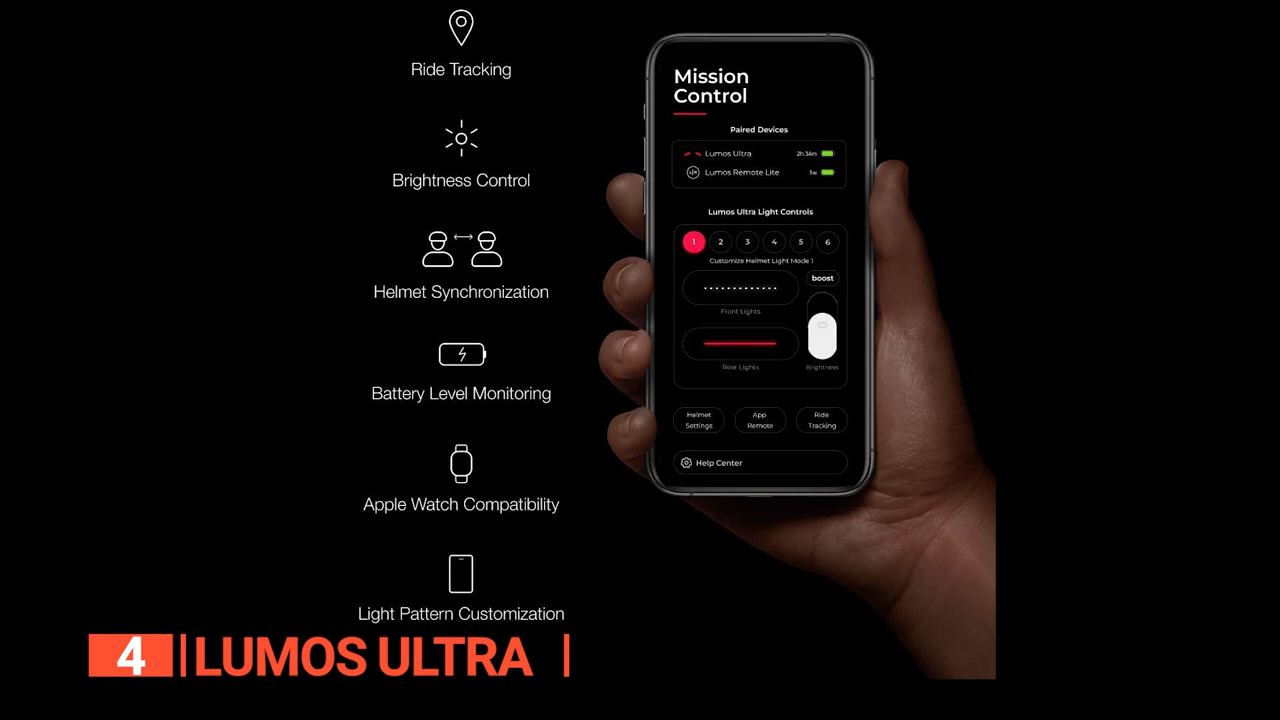 Ride Tracking
Brightness Control
Helmet Synchronization
Battery Level Monitoring
Apple Watch Compatibility
Light Pattern Customization
Mission
Control
Paired Devices
Lumos Ultra 2h 34m
Lumos Remote Lite 1w
Lumos Ultra Light Controls
1 2 3 4 5 6
Customize Helmet Light Mode 1
boost
Front Lights
Rear Lights
Brightness
Helmet
Settings
App
Remote
Ride
Tracking
Help Center
4 LUMOS ULTRA